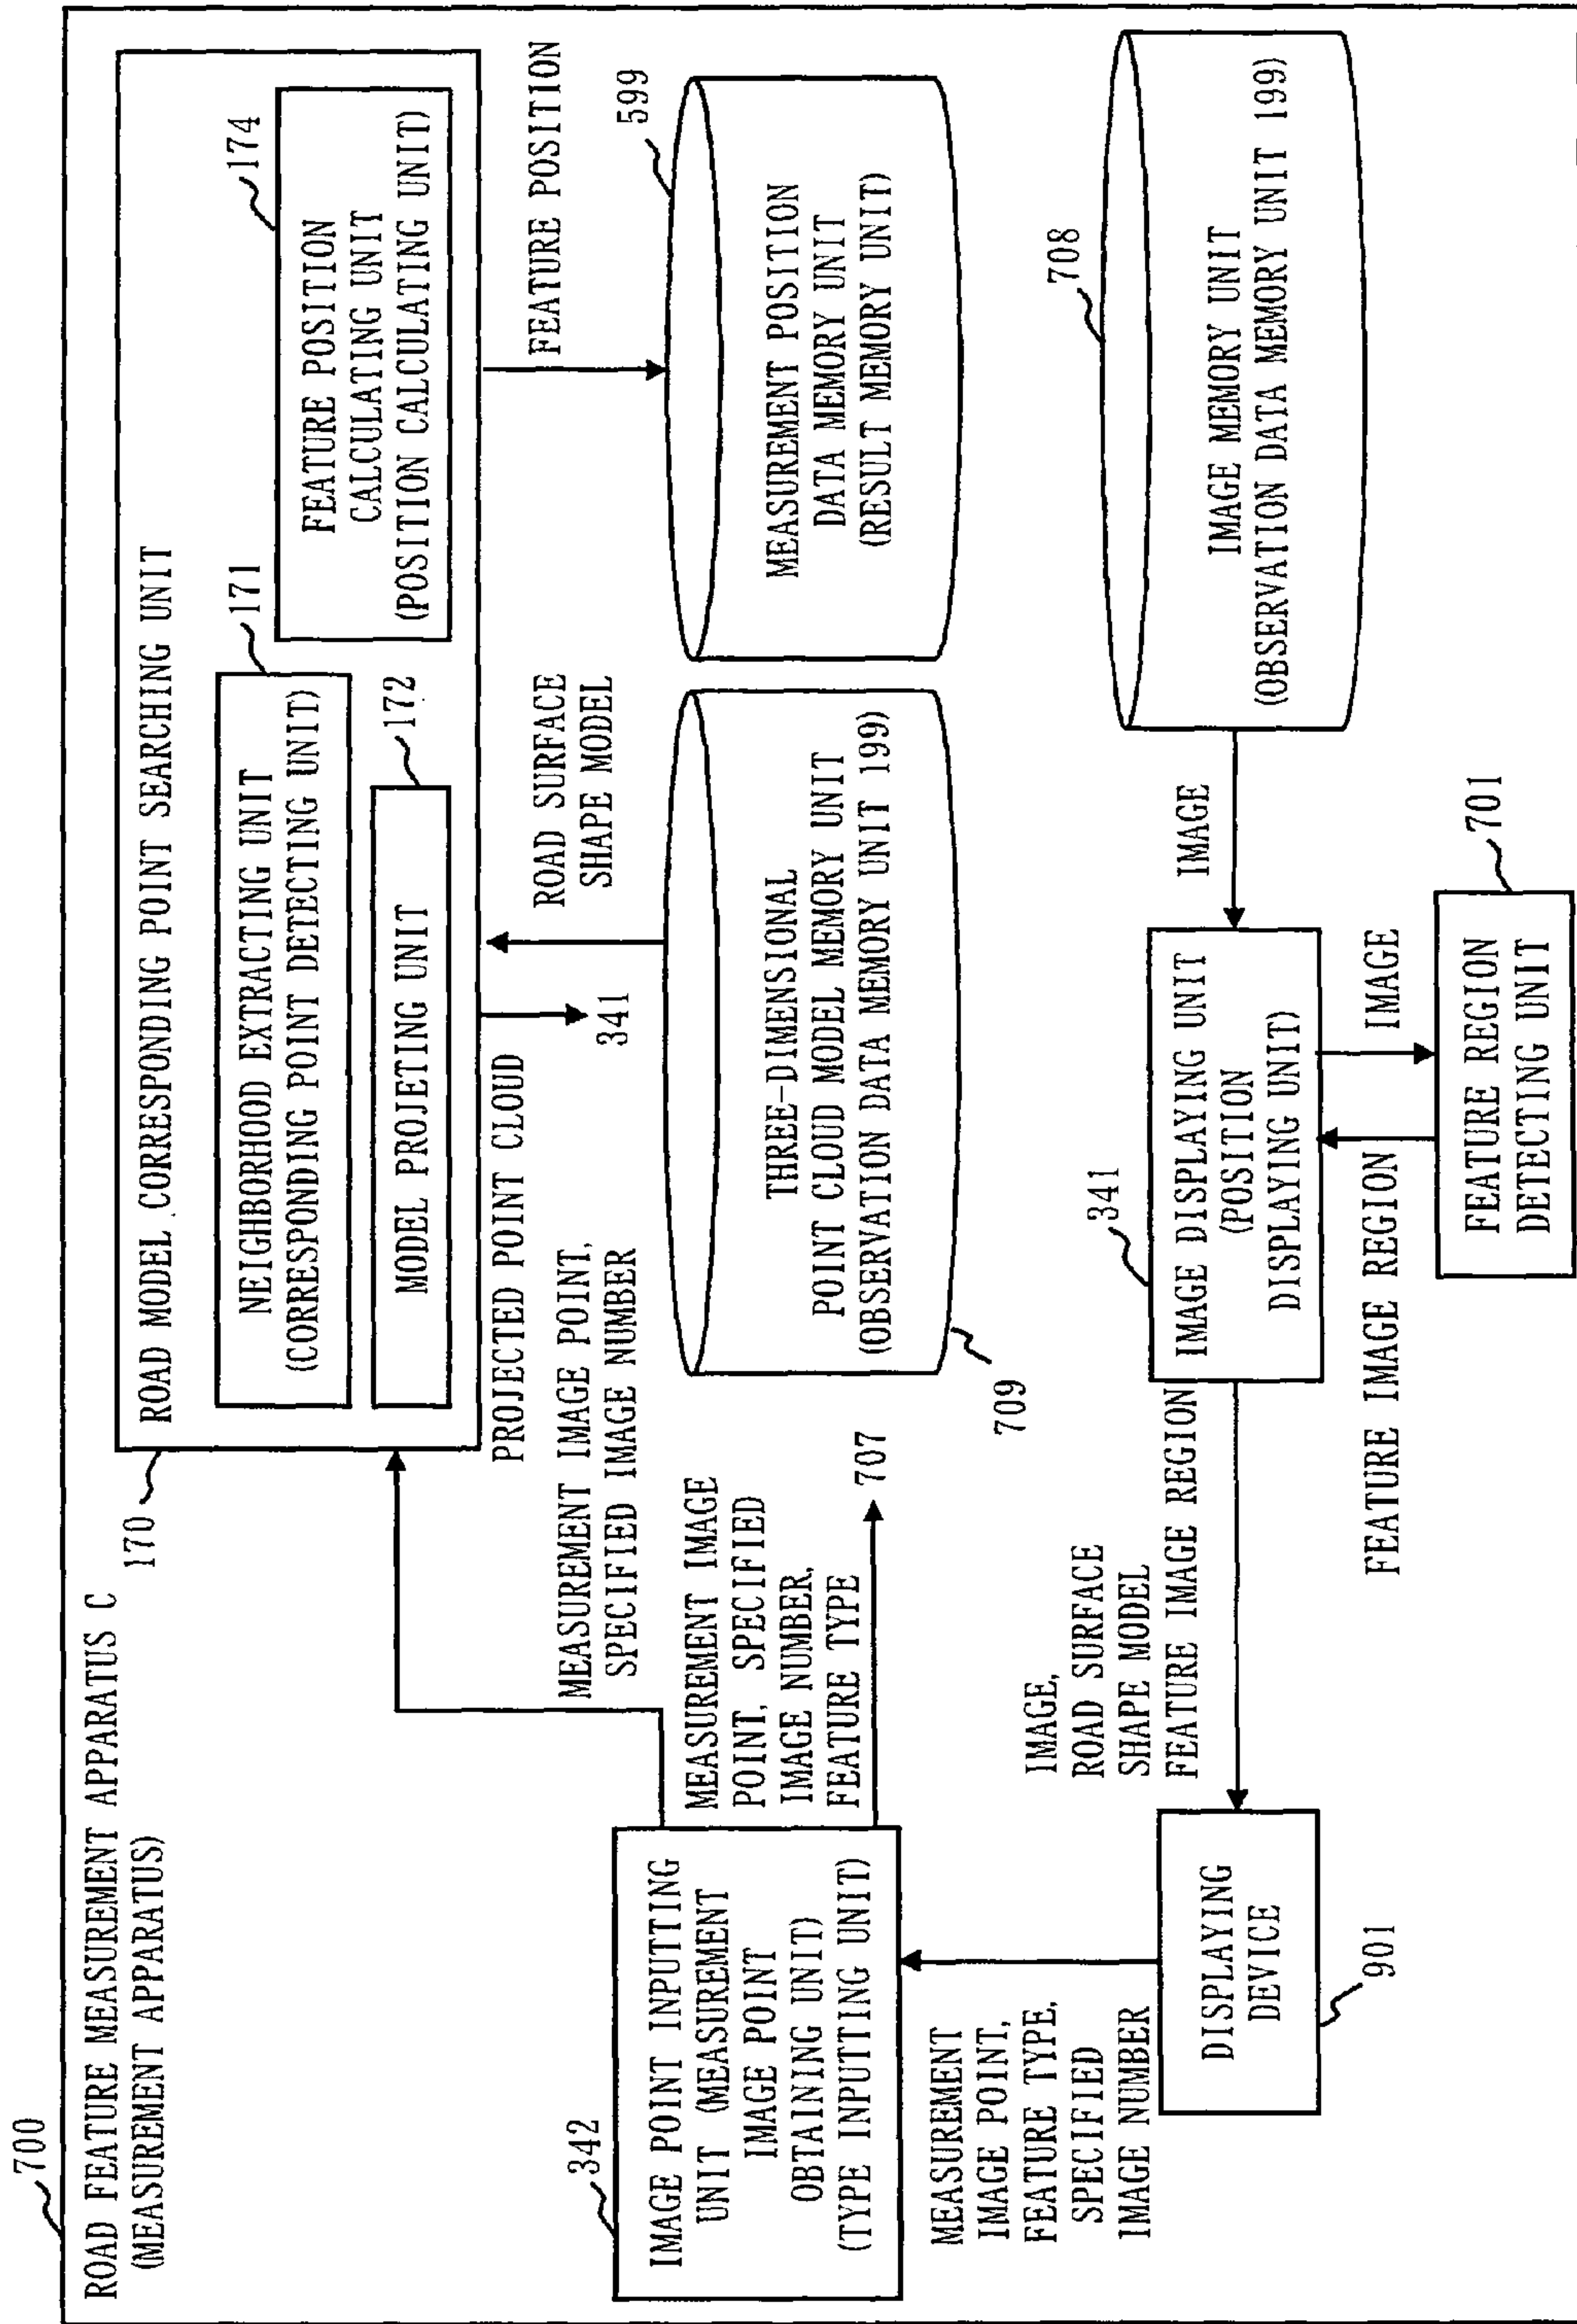 700
ROAD FEATURE MEASUREMENT APPARATUS C
(MEASUREMENT APPARATUS)
170
ROAD MODEL CORRESPONDING POINT SEARCHING UNIT
171
NEIGHBORHOOD EXTRACTING UNIT
(CORRESPONDING POINT DETECTING UNIT)
172
MODEL PROJETING UNIT
174
FEATURE POSITION
CALCULATING UNIT
(POSITION CALCULATING UNIT)
PROJECTED POINT CLOUD
341
ROAD SURFACE
SHAPE MODEL
FEATURE POSITION
MEASUREMENT IMAGE POINT,
SPECIFIED IMAGE NUMBER
342
IMAGE POINT INPUTTING
UNIT (MEASUREMENT
IMAGE POINT
OBTAINING UNIT)
(TYPE INPUTTING UNIT)
MEASUREMENT IMAGE
POINT, SPECIFIED
IMAGE NUMBER,
FEATURE TYPE
707
709
THREE-DIMENSIONAL
POINT CLOUD MODEL MEMORY UNIT
(OBSERVATION DATA MEMORY UNIT 199)
599
MEASUREMENT POSITION
DATA MEMORY UNIT
(RESULT MEMORY UNIT)
MEASUREMENT
IMAGE POINT,
FEATURE TYPE,
SPECIFIED
IMAGE NUMBER
DISPLAYING
DEVICE
901
IMAGE,
ROAD SURFACE
SHAPE MODEL
FEATURE IMAGE REGION
341
IMAGE DISPLAYING UNIT
(POSITION
DISPLAYING UNIT)
IMAGE
708
IMAGE MEMORY UNIT
(OBSERVATION DATA MEMORY UNIT 199)
FEATURE IMAGE REGION
IMAGE
701
FEATURE REGION
DETECTING UNIT